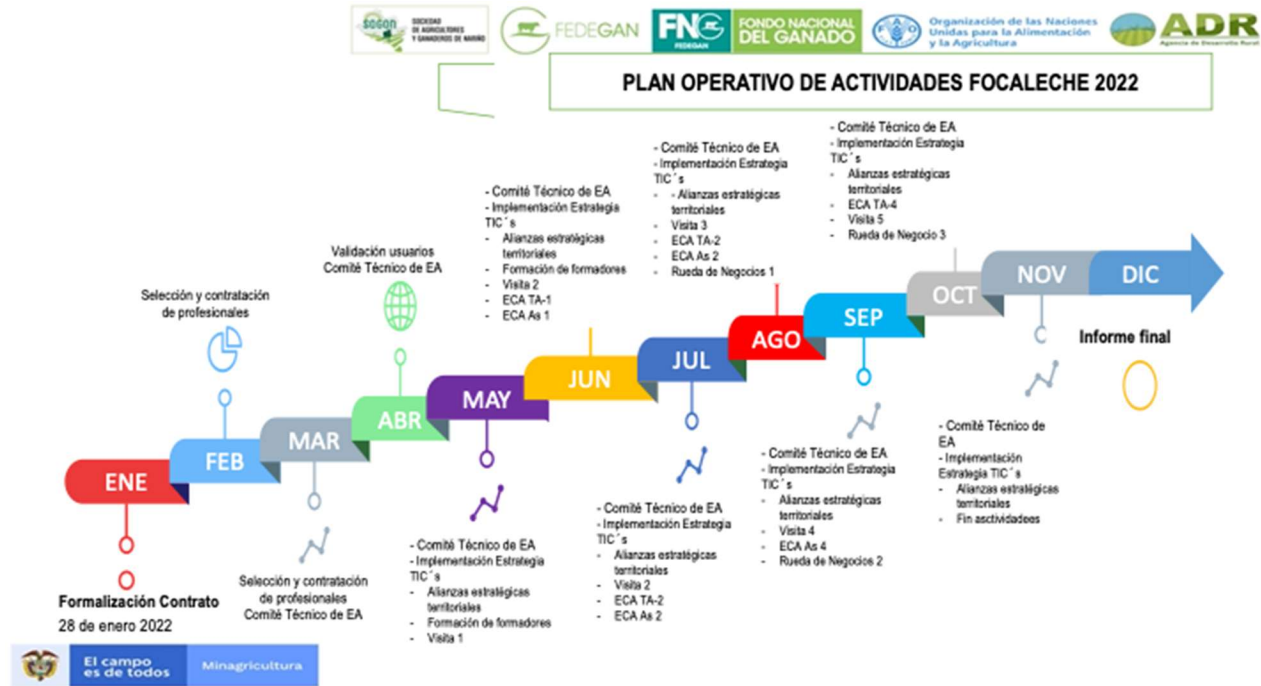 SOGAN
SOCIEDAD
DE AGRICULTORES
Y GANADEROS DE NARIÑO
FEDEGAN
FNG
FEDEGAN
FONDO NACIONAL
DEL GANADO
FAO
Organización de las Naciones
Unidas para la Alimentación
y la Agricultura
ADR
Agencia de Desarrollo Rural
PLAN OPERATIVO DE ACTIVIDADES FOCALECHE 2022
ENE
Formalización Contrato
28 de enero 2022
Selección y contratación
de profesionales
FEB
MAR
Selección y contratación
de profesionales
Comité Técnico de EA
Validación usuarios
Comité Técnico de EA
ABR
MAY
- Comité Técnico de EA
- Implementación Estrategia
TIC´s
- Alianzas estratégicas
territoriales
- Formación de formadores
- Visita 1
- Comité Técnico de EA
- Implementación Estrategia
TIC´s
- Alianzas estratégicas
territoriales
- Formación de formadores
- Visita 2
- ECA TA-1
- ECA As 1
JUN
JUL
- Comité Técnico de EA
- Implementación Estrategia
TIC´s
- Alianzas estratégicas
territoriales
- Visita 2
- ECA TA-2
- ECA As 2
- Comité Técnico de EA
- Implementación Estrategia
TIC´s
- - Alianzas estratégicas
territoriales
- Visita 3
- ECA TA-2
- ECA As 2
- Rueda de Negocios 1
AGO
SEP
- Comité Técnico de EA
- Implementación Estrategia
TIC´s
- Alianzas estratégicas
territoriales
- Visita 4
- ECA As 4
- Rueda de Negocios 2
- Comité Técnico de EA
- Implementación Estrategia
TIC´s
- Alianzas estratégicas
territoriales
- ECA TA-4
- Visita 5
- Rueda de Negocio 3
OCT
NOV
- Comité Técnico de
EA
- Implementación
Estrategia TIC´s
- Alianzas estratégicas
territoriales
- Fin asctividadees
DIC
Informe final
El campo
es de todos
Minagricultura